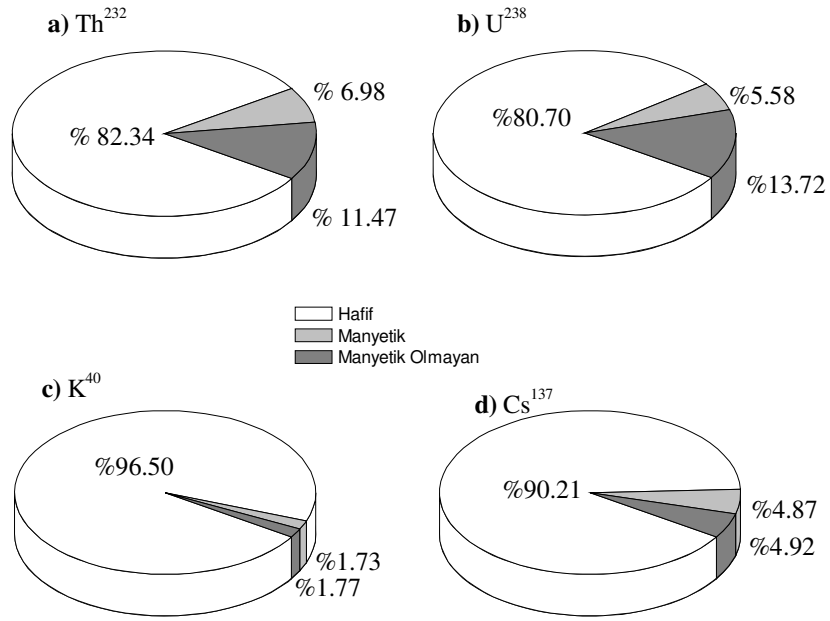 a) Th232
% 6.98
% 82.34
% 11.47
b) U238
%5.58
%80.70
%13.72
Hafif
Manyetik
Manyetik Olmayan
c) K40
%96.50
%1.73
%1.77
d) Cs137
%90.21
%4.87
%4.92